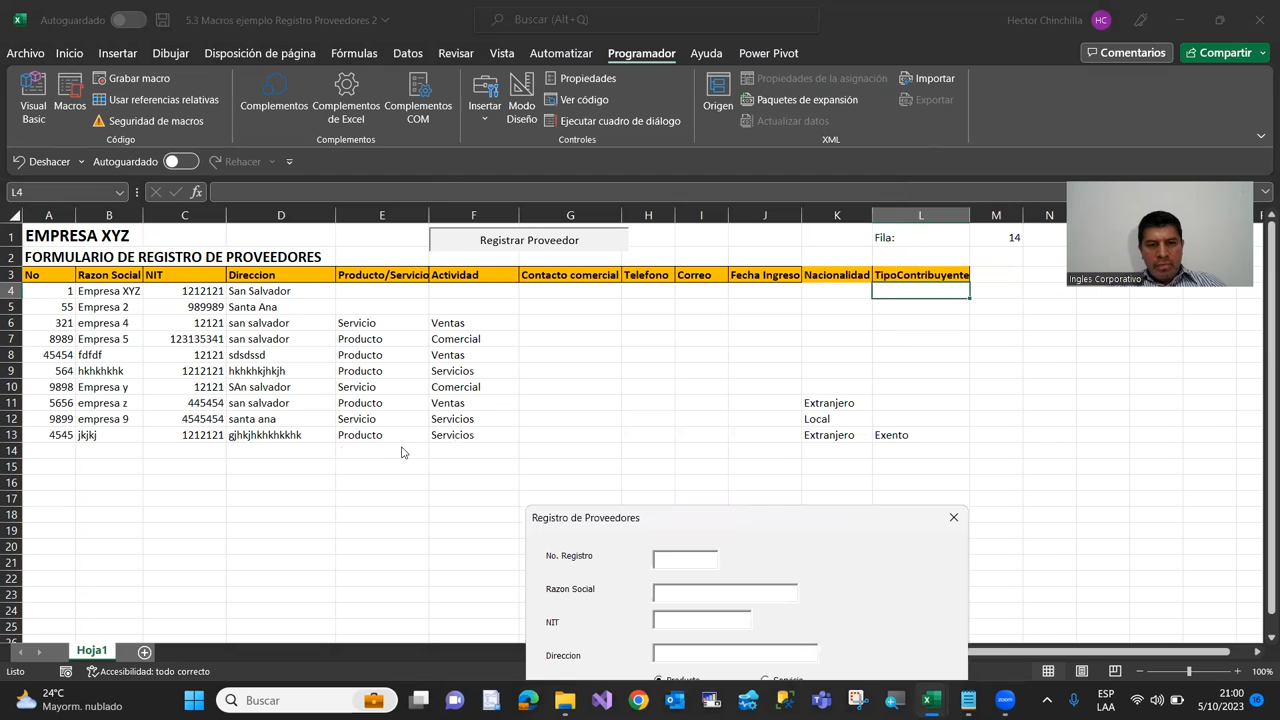 Autoguardado
5.3 Macros ejemplo Registro Proveedores 2
Buscar (Alt+Q)
Hector Chinchilla
HC
Archivo Inicio Insertar Dibujar Disposición de página Fórmulas Datos Revisar Vista Automatizar Programador Ayuda Power Pivot
Comentarios
Compartir
Visual Basic
Macros
Grabar macro
Usar referencias relativas
Seguridad de macros
Código
Complementos
Complementos de Excel
Complementos COM
Complementos
Insertar
Modo Diseño
Propiedades
Ver código
Ejecutar cuadro de diálogo
Controles
Origen
Propiedades de la asignación
Paquetes de expansión
Actualizar datos
Importar
Exportar
XML
Deshacer Autoguardado Rehacer
L4
fx
A B C D E F G H I J K L M N
1 EMPRESA XYZ Registrar Proveedor Fila: 14
2 FORMULARIO DE REGISTRO DE PROVEEDORES
3 No Razon Social NIT Direccion Producto/Servicio Actividad Contacto comercial Telefono Correo Fecha Ingreso Nacionalidad TipoContribuyente
4 1 Empresa XYZ 1212121 San Salvador
5 55 Empresa 2 989989 Santa Ana
6 321 empresa 4 12121 san salvador Servicio Ventas
7 8989 Empresa 5 123135341 san salvador Producto Comercial
8 45454 fdfdf 12121 sdsdssd Producto Ventas
9 564 hkhkhkhk 1212121 hkhkhkjhkjh Producto Servicios
10 9898 Empresa y 12121 SAn salvador Servicio Comercial
11 5656 empresa z 445454 san salvador Producto Ventas Extranjero
12 9899 empresa 9 4545454 santa ana Servicio Servicios Local
13 4545 jkjkj 1212121 gjhkjhkhkhkkhk Producto Servicios Extranjero Exento
14
15
16
17
18
19
20
21
22
23
24
25
26
Ingles Corporativo
Registro de Proveedores
No. Registro
Razon Social
NIT
Direccion
Producto Servicio
Hoja1
Listo
Accesibilidad: todo correcto
100%
24°C
Mayorm. nublado
Buscar
ESP
LAA
21:00
5/10/2023
16